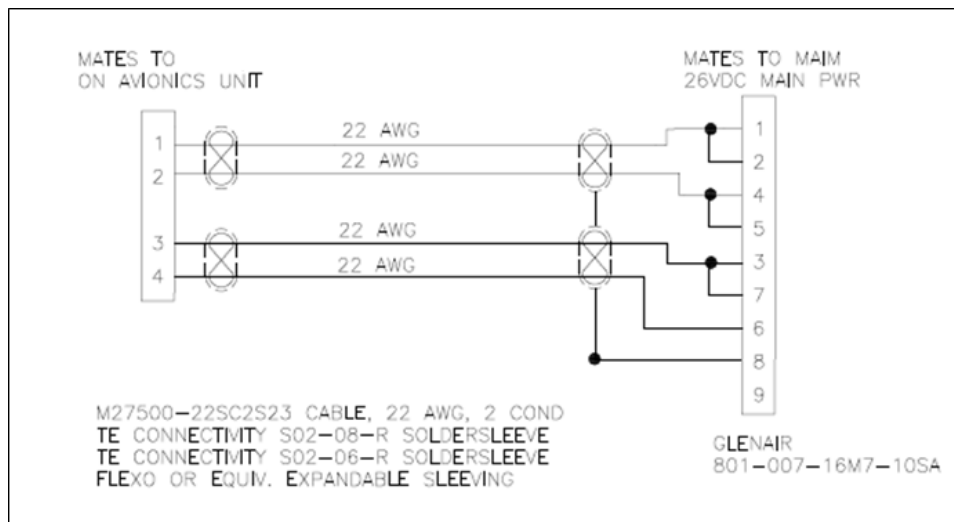 MATES TO
ON AVIONICS UNIT
MATES TO MAIM
26VDC MAIN PWR
1
2
3
4
22 AWG
22 AWG
22 AWG
22 AWG
1
2
4
5
3
7
6
8
9
M27500-22SC2S23 CABLE, 22 AWG, 2 COND
TE CONNECTIVITY S02-08-R SOLDERSLEEVE
TE CONNECTIVITY S02-06-R SOLDERSLEEVE
FLEXO OR EQUIV. EXPANDABLE SLEEVING
GLENAIR
801-007-16M7-10SA